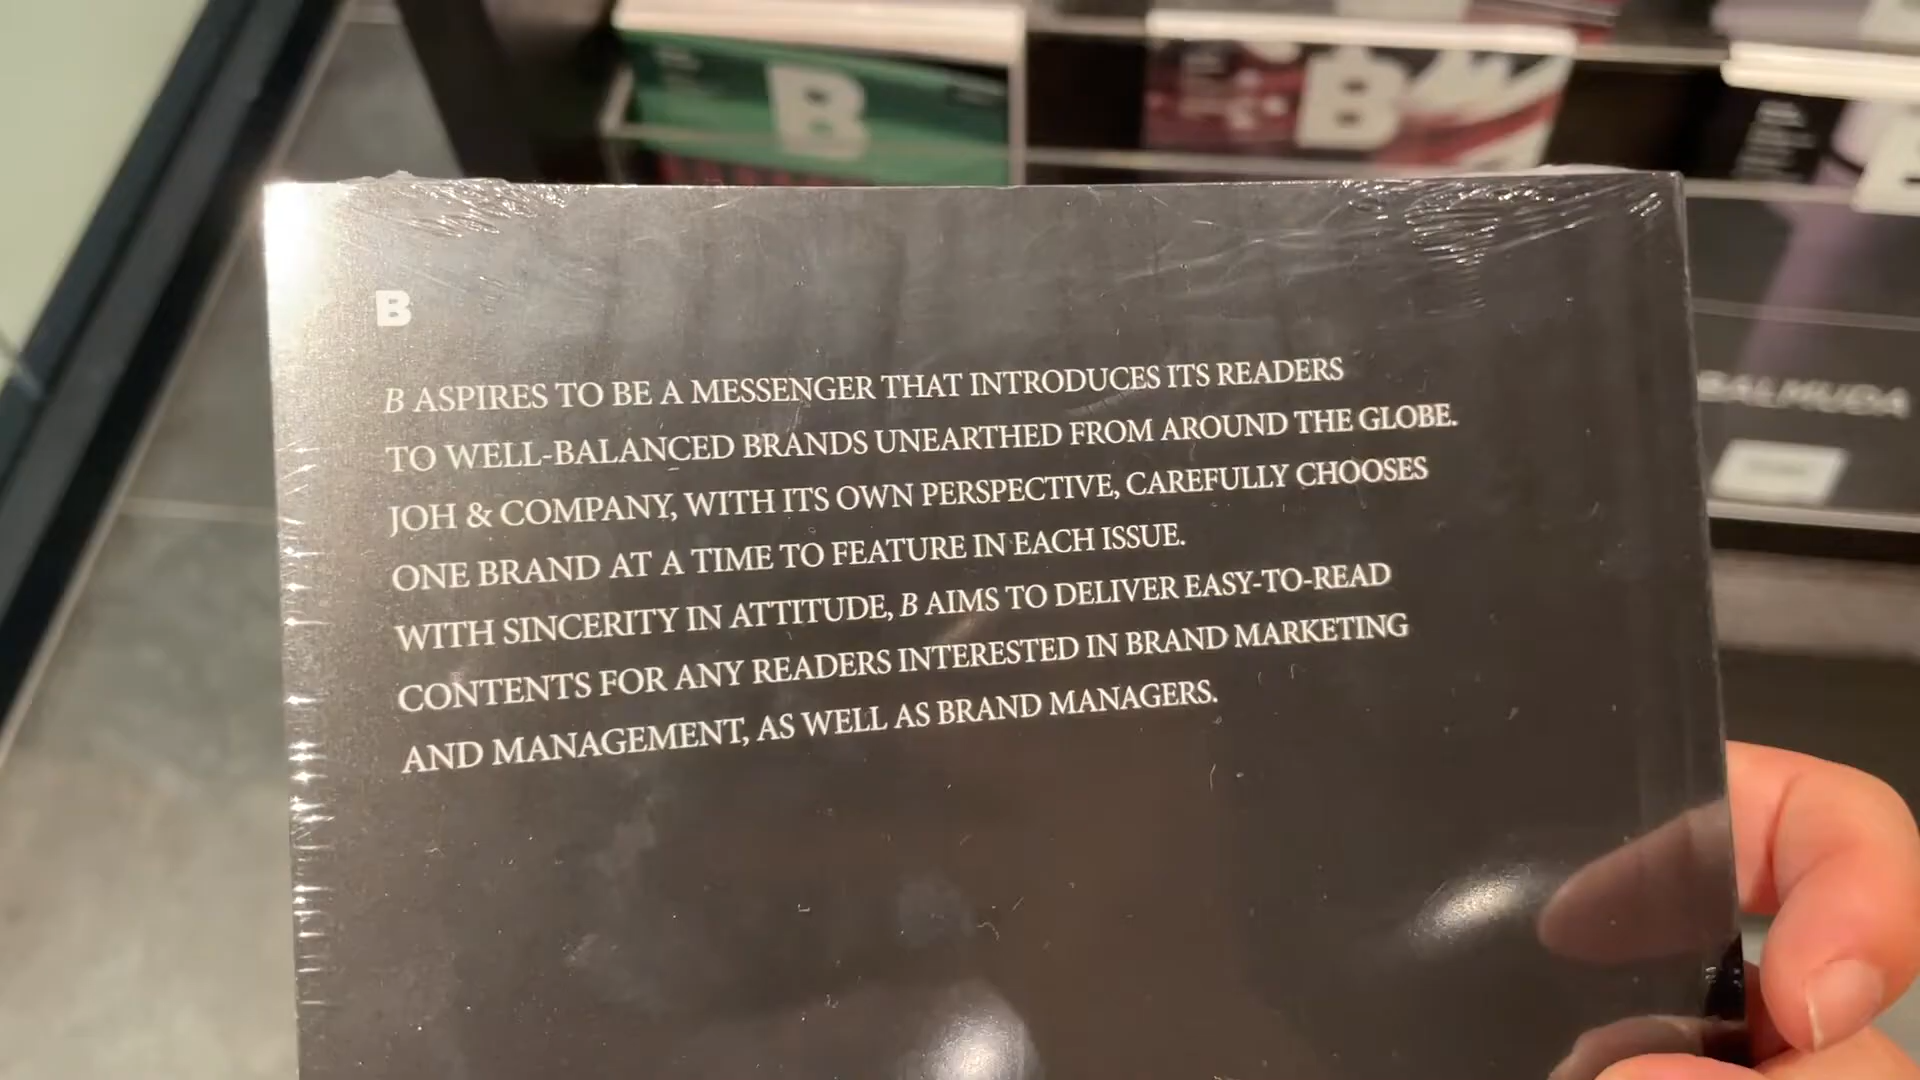 B
B
B
BALMUDA
B
B ASPIRES TO BE A MESSENGER THAT INTRODUCES ITS READERS
TO WELL-BALANCED BRANDS UNEARTHED FROM AROUND THE GLOBE.
JOH & COMPANY, WITH ITS OWN PERSPECTIVE, CAREFULLY CHOOSES
ONE BRAND AT A TIME TO FEATURE IN EACH ISSUE.
WITH SINCERITY IN ATTITUDE, B AIMS TO DELIVER EASY-TO-READ
CONTENTS FOR ANY READERS INTERESTED IN BRAND MARKETING
AND MANAGEMENT, AS WELL AS BRAND MANAGERS.